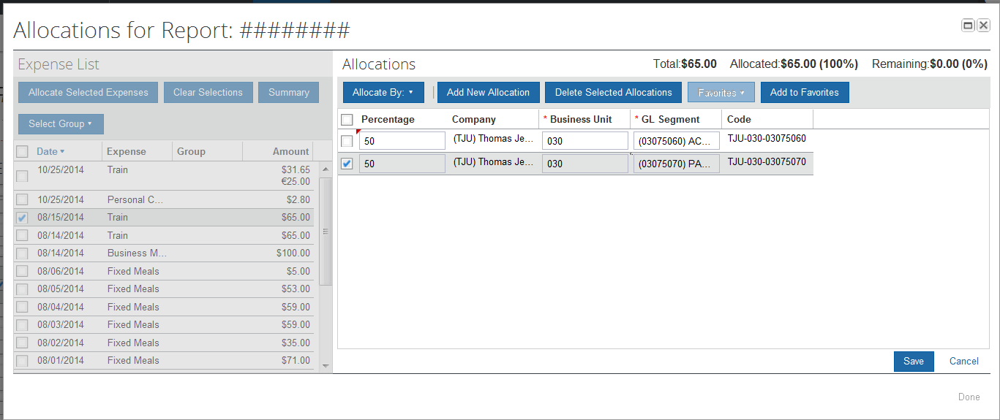 Allocations for Report: ########
Expense List
Allocate Selected Expenses Clear Selections Summary
Select Group
Date Expense Group Amount
10/25/2014 Train $31.65
€25.00
10/25/2014 Personal C... $2.80
08/15/2014 Train $65.00
08/14/2014 Train $65.00
08/14/2014 Business M... $100.00
08/06/2014 Fixed Meals $5.00
08/05/2014 Fixed Meals $53.00
08/04/2014 Fixed Meals $59.00
08/03/2014 Fixed Meals $59.00
08/02/2014 Fixed Meals $35.00
08/01/2014 Fixed Meals $71.00
Allocations Total:$65.00 Allocated:$65.00 (100%) Remaining:$0.00 (0%)
Allocate By: | Add New Allocation Delete Selected Allocations Favorites Add to Favorites
Percentage Company * Business Unit * GL Segment Code
50 (TJU) Thomas Je... 030 (03075060) AC... TJU-030-03075060
50 (TJU) Thomas Je... 030 (03075070) PA... TJU-030-03075070
Save Cancel
Done